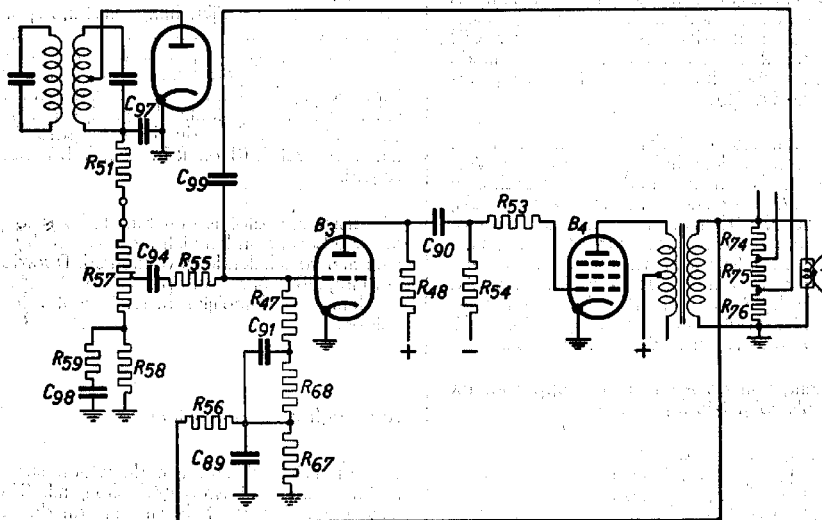 C97
R51
C99
B3
R53
B4
C90
R74
C94
R55
R57
R75
R47
R48
R54
R76
C91
R59
R58
+
-
+
C98
R68
R56
C89
R67